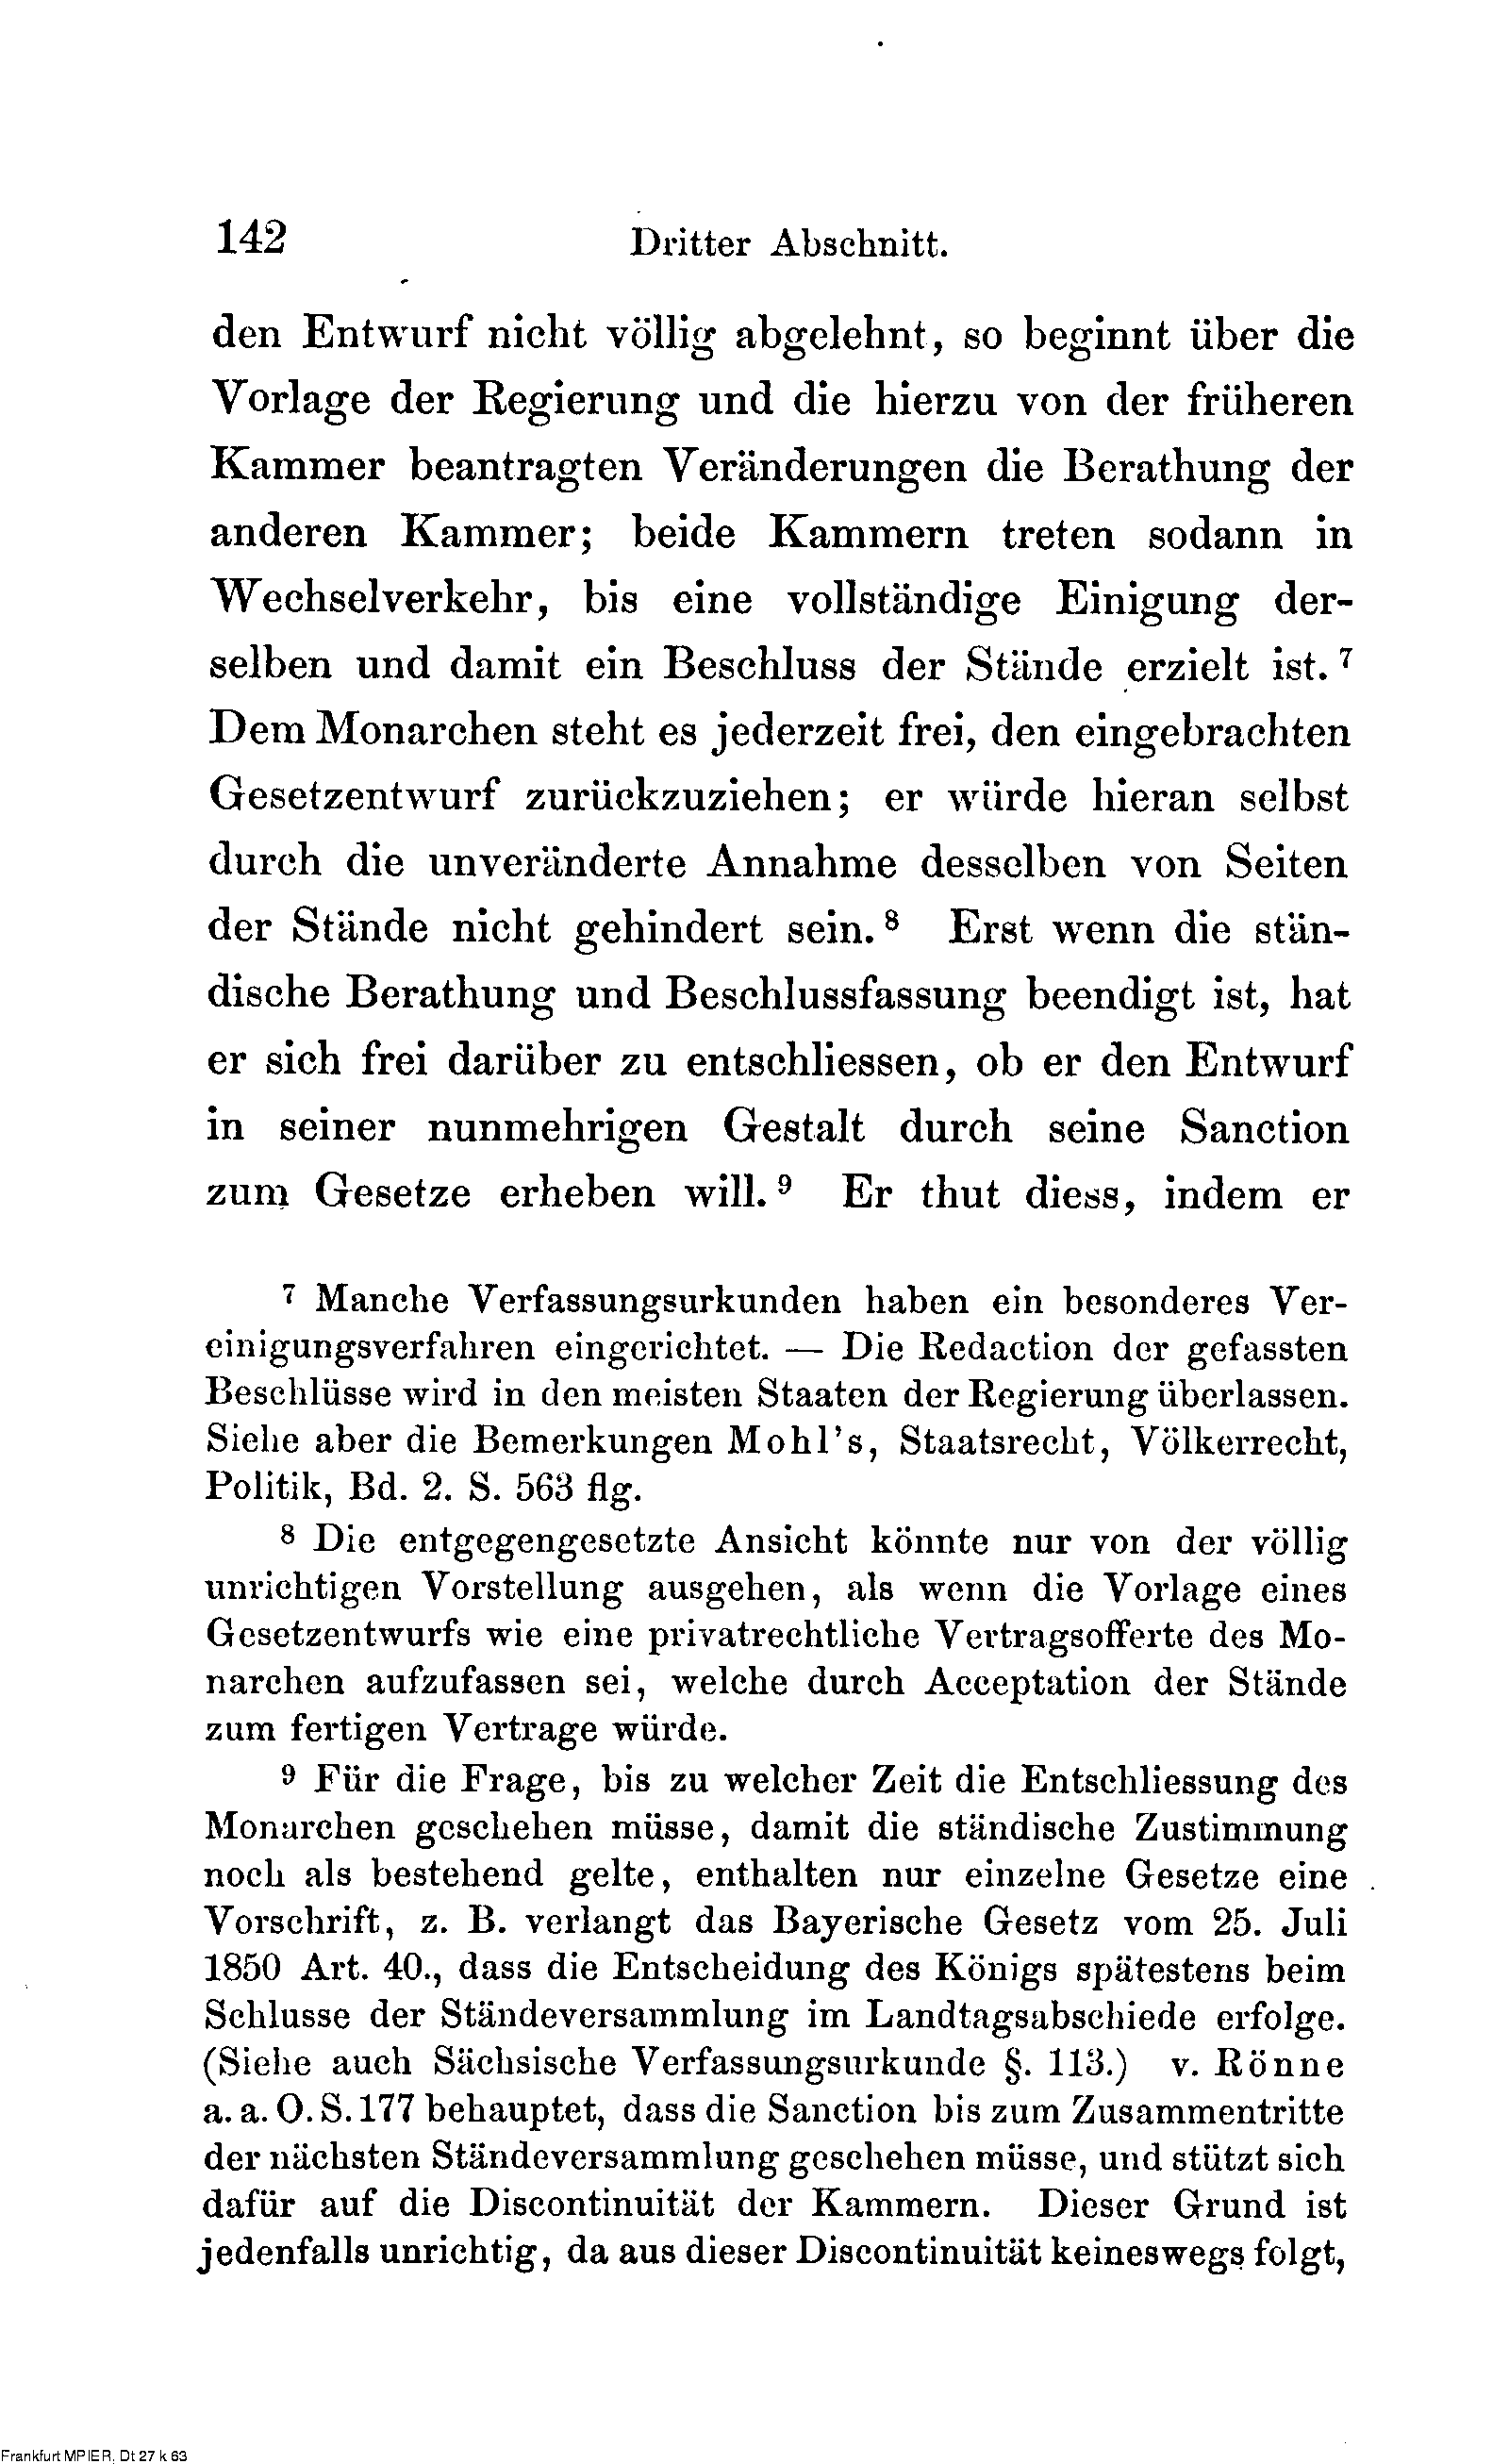 142 Dritter Abschnitt.
den Entwurf nicht völlig abgelehnt, so beginnt über die
Vorlage der Regierung und die hierzu von der früheren
Kammer beantragten Veränderungen die Berathung der
anderen Kammer; beide Kammern treten sodann in
Wechselverkehr, bis eine vollständige Einigung der-
selben und damit ein Beschluss der Stände erzielt ist. ⁷
Dem Monarchen steht es jederzeit frei, den eingebrachten
Gesetzentwurf zurückzuziehen; er würde hieran selbst
durch die unveränderte Annahme desselben von Seiten
der Stände nicht gehindert sein. ⁸ Erst wenn die stän-
dische Berathung und Beschlussfassung beendigt ist, hat
er sich frei darüber zu entschliessen, ob er den Entwurf
in seiner nunmehrigen Gestalt durch seine Sanction
zum Gesetze erheben will. ⁹ Er thut diess, indem er
⁷ Manche Verfassungsurkunden haben ein besonderes Ver-
einigungsverfahren eingerichtet. — Die Redaction der gefassten
Beschlüsse wird in den meisten Staaten der Regierung überlassen.
Siehe aber die Bemerkungen Mohl's, Staatsrecht, Völkerrecht,
Politik, Bd. 2. S. 563 flg.
⁸ Die entgegengesetzte Ansicht könnte nur von der völlig
unrichtigen Vorstellung ausgehen, als wenn die Vorlage eines
Gesetzentwurfs wie eine privatrechtliche Vertragsofferte des Mo-
narchen aufzufassen sei, welche durch Acceptation der Stände
zum fertigen Vertrage würde.
⁹ Für die Frage, bis zu welcher Zeit die Entschliessung des
Monarchen geschehen müsse, damit die ständische Zustimmung
noch als bestehend gelte, enthalten nur einzelne Gesetze eine
Vorschrift, z. B. verlangt das Bayerische Gesetz vom 25. Juli
1850 Art. 40., dass die Entscheidung des Königs spätestens beim
Schlusse der Ständeversammlung im Landtagsabschiede erfolge.
(Siehe auch Sächsische Verfassungsurkunde §. 113.) v. Rönne
a. a. O. S. 177 behauptet, dass die Sanction bis zum Zusammentritte
der nächsten Ständeversammlung geschehen müsse, und stützt sich
dafür auf die Discontinuität der Kammern. Dieser Grund ist
jedenfalls unrichtig, da aus dieser Discontinuität keineswegs folgt,
Frankfurt MPIER, Dt 27 k 63